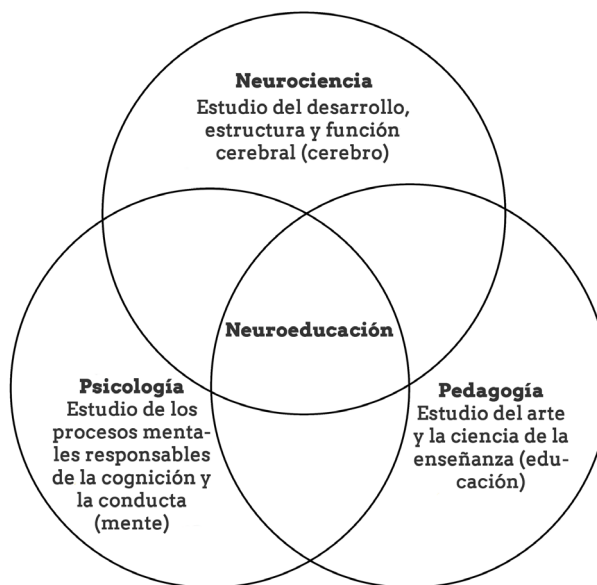 Neurociencia
Estudio del desarrollo,
estructura y función
cerebral (cerebro)
Neuroeducación
Psicología
Estudio de los
procesos menta-
les responsables
de la cognición y
la conducta
(mente)
Pedagogía
Estudio del arte
y la ciencia de la
enseñanza (edu-
cación)